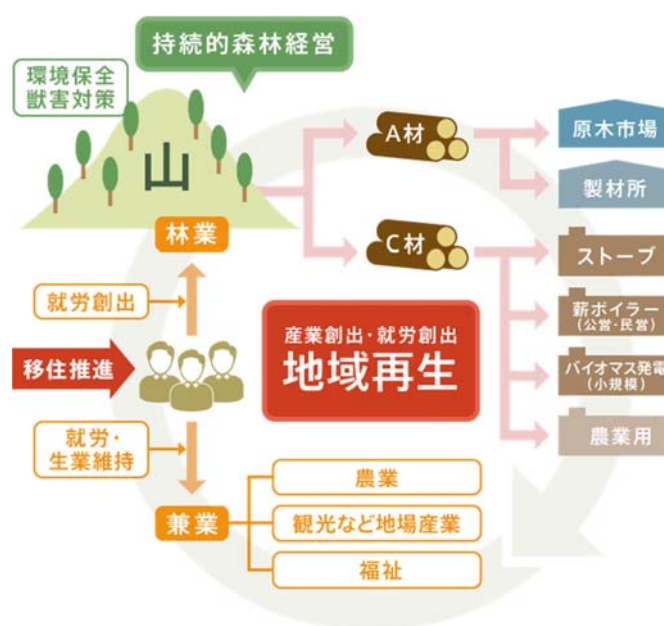 持続的森林経営
環境保全
獣害対策
山
林業
A材
原木市場
製材所
C材
ストーブ
薪ボイラー
(公営・民営)
バイオマス発電
(小規模)
農業用
就労創出
産業創出・就労創出
地域再生
移住推進
就労・
生業維持
兼業
農業
観光など地場産業
福祉